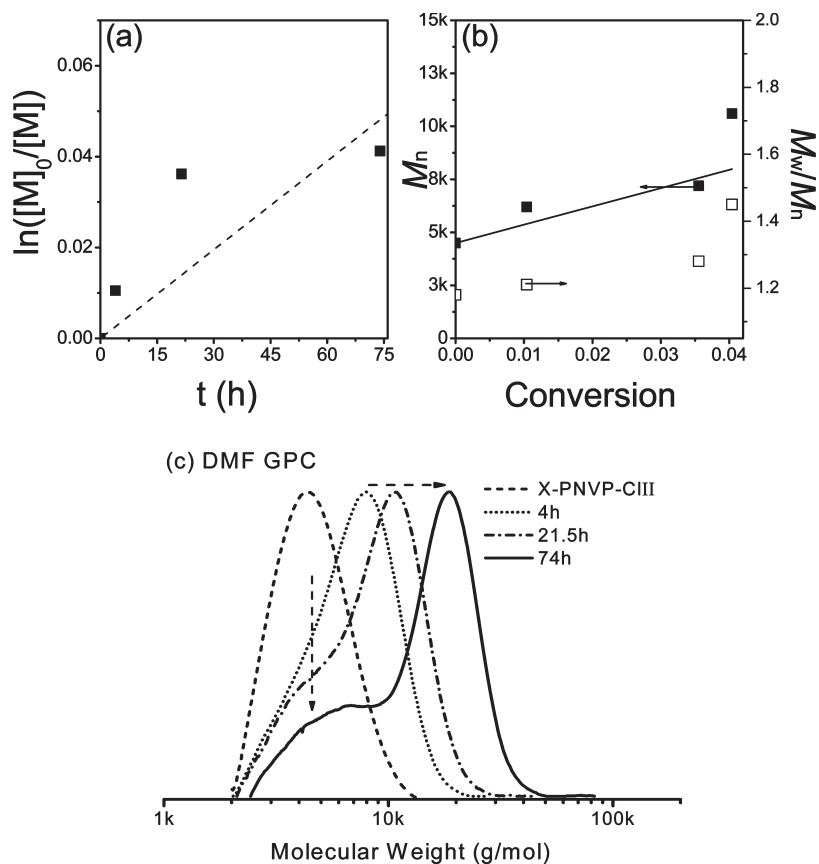 (a)
ln([M]0/[M])
0.06
0.04
0.02
0.00
0 15 30 45 60 75
t (h)
(b)
Mn
15k
13k
10k
8k
5k
3k
0
0.00 0.01 0.02 0.03 0.04
Conversion
2.0
1.8
1.6
1.4
1.2
Mw/Mn
(c) DMF GPC
X-PNVP-ClIII
4h
21.5h
74h
1k 10k 100k
Molecular Weight (g/mol)